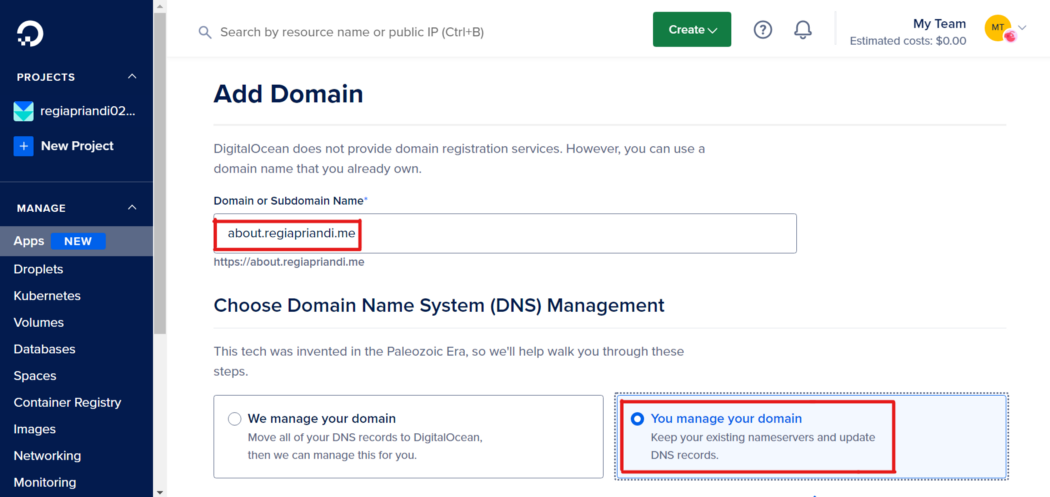 Search by resource name or public IP (Ctrl+B)
Create
?
My Team
Estimated costs: $0.00
MT
PROJECTS
regiapriandi02...
+ New Project
MANAGE
Apps NEW
Droplets
Kubernetes
Volumes
Databases
Spaces
Container Registry
Images
Networking
Monitoring
Add Domain
DigitalOcean does not provide domain registration services. However, you can use a
domain name that you already own.
Domain or Subdomain Name*
about.regiapriandi.me
https://about.regiapriandi.me
Choose Domain Name System (DNS) Management
This tech was invented in the Paleozoic Era, so we'll help walk you through these
steps.
We manage your domain
Move all of your DNS records to DigitalOcean,
then we can manage this for you.
You manage your domain
Keep your existing nameservers and update
DNS records.